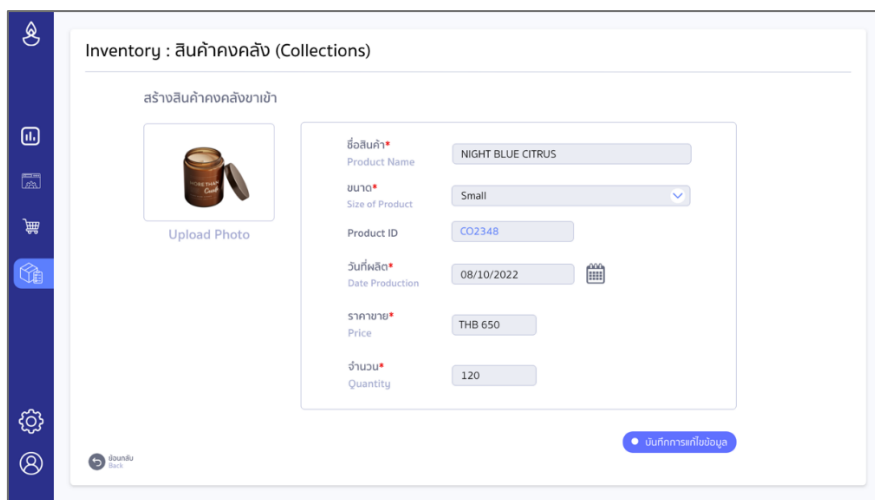 Inventory : สินค้าคงคลัง (Collections)
สร้างสินค้าคงคลังขาเข้า
MORE THAN
Candle
Upload Photo
ชื่อสินค้า*
Product Name
NIGHT BLUE CITRUS
ขนาด*
Size of Product
Small
Product ID
CO2348
วันที่ผลิต*
Date Production
08/10/2022
ราคาขาย*
Price
THB 650
จำนวน*
Quantity
120
บันทึกการแก้ไขข้อมูล
ย้อนกลับ
Back